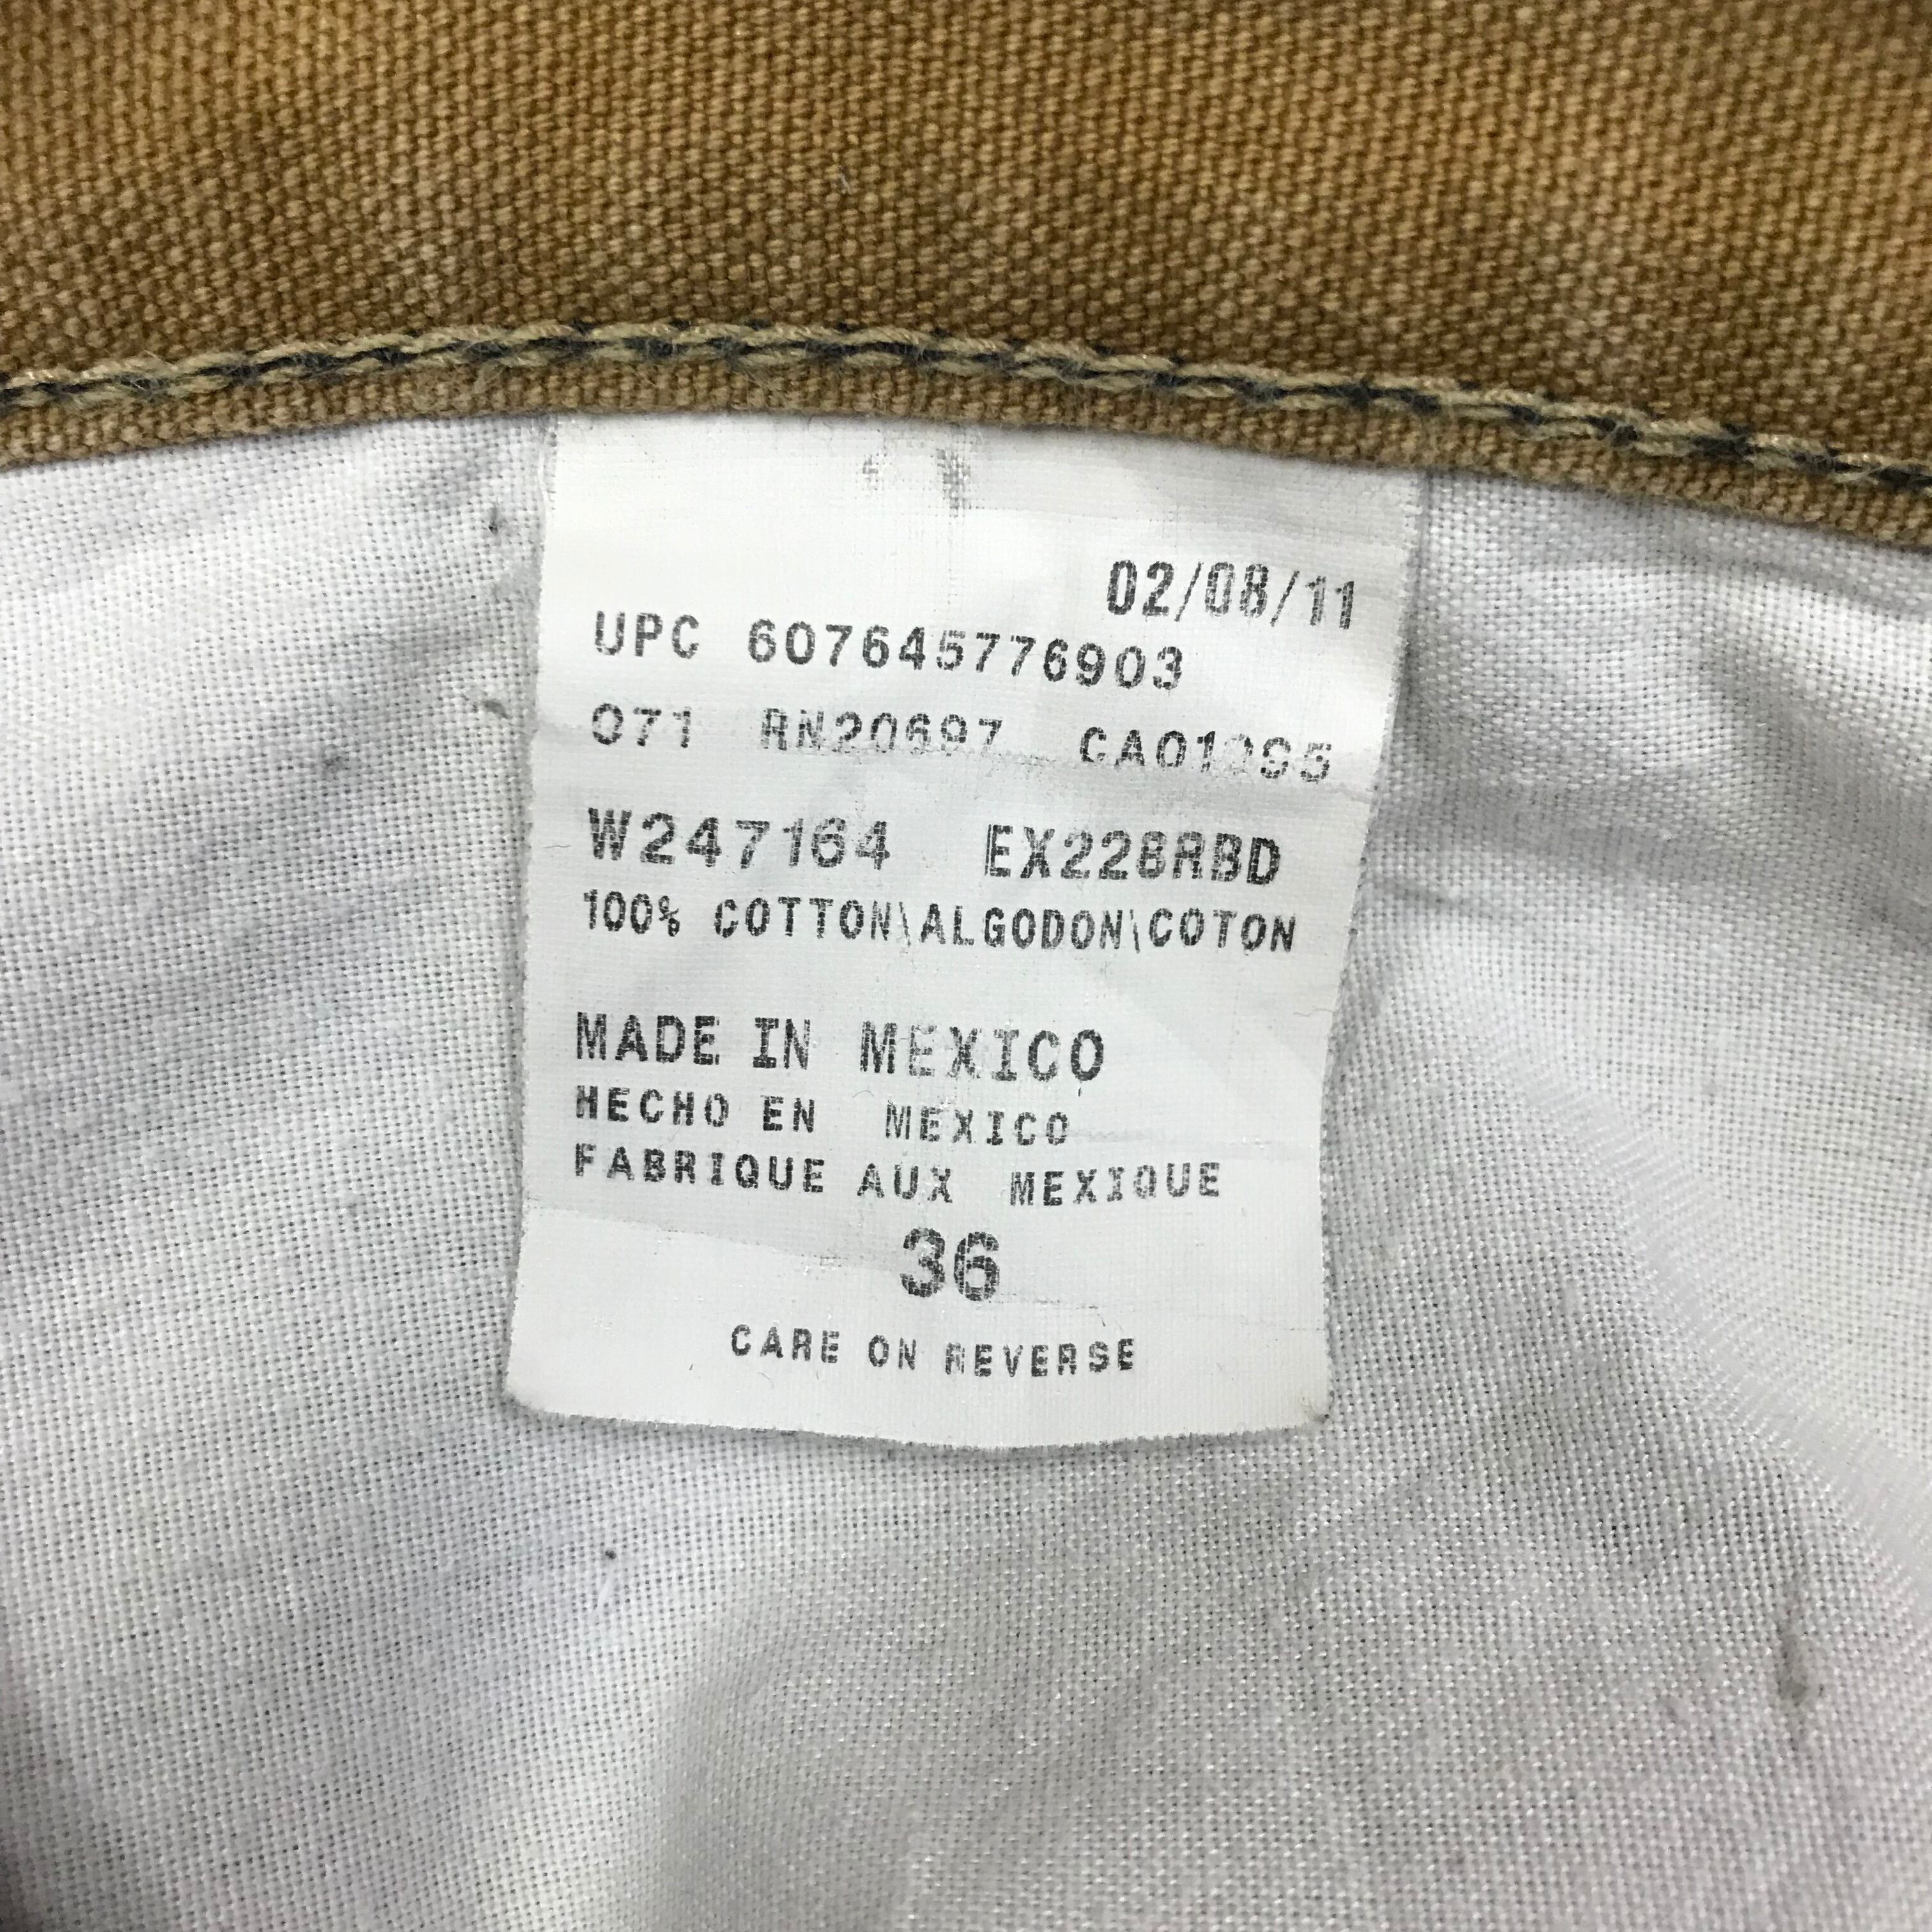 02/08/11
UPC 607645776903
071 RN20697
W247164 EX228RBD
100% COTTON\ALGODON\COTON
MADE IN MEXICO
HECHO EN MEXICO
FABRIQUE AUX MEXIQUE
36
CARE ON REVERSE